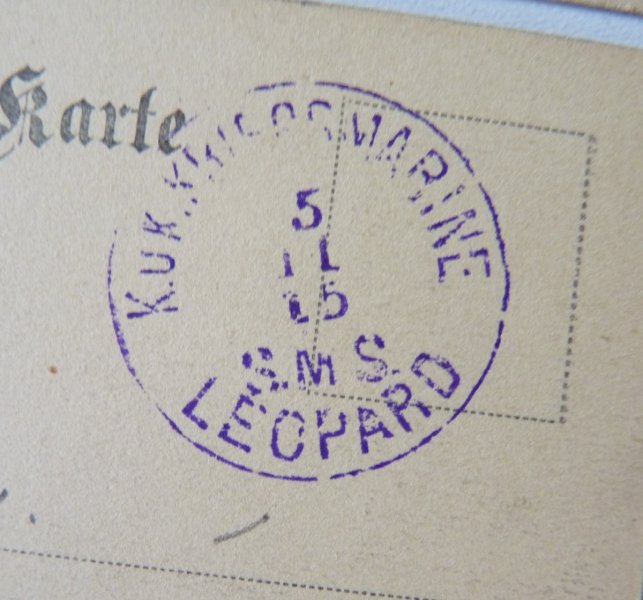 Karte
K.U.K. KRIEGSMARINE
5
II
15
S.M.S.
LEOPARD